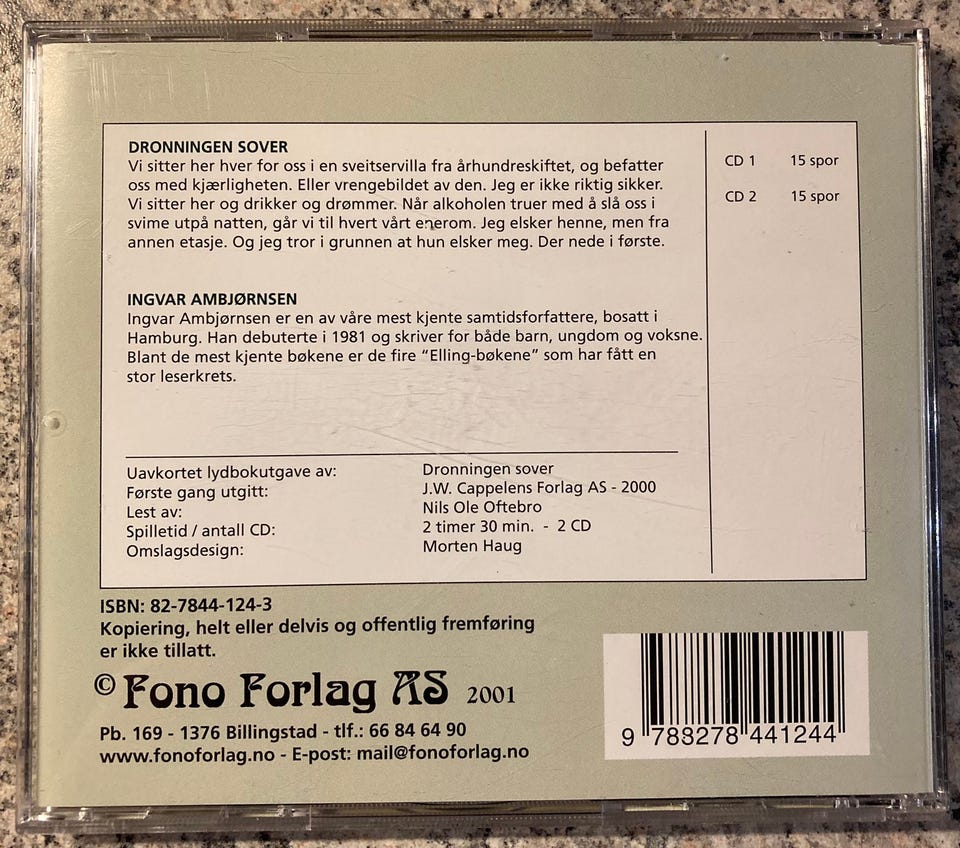 DRONNINGEN SOVER
Vi sitter her hver for oss i en sveitservilla fra århundreskiftet, og befatter
oss med kjærligheten. Eller vrengebildet av den. Jeg er ikke riktig sikker.
Vi sitter her og drikker og drømmer. Når alkoholen truer med å slå oss i
svime utpå natten, går vi til hvert vårt enerom. Jeg elsker henne, men fra
annen etasje. Og jeg tror i grunnen at hun elsker meg. Der nede i første.
CD 1 15 spor
CD 2 15 spor
INGVAR AMBJØRNSEN
Ingvar Ambjørnsen er en av våre mest kjente samtidsforfattere, bosatt i
Hamburg. Han debuterte i 1981 og skriver for både barn, ungdom og voksne.
Blant de mest kjente bøkene er de fire “Elling-bøkene” som har fått en
stor leserkrets.
Uavkortet lydbokutgave av: Dronningen sover
Første gang utgitt: J.W. Cappelens Forlag AS - 2000
Lest av: Nils Ole Oftebro
Spilletid / antall CD: 2 timer 30 min. - 2 CD
Omslagsdesign: Morten Haug
ISBN: 82-7844-124-3
Kopiering, helt eller delvis og offentlig fremføring
er ikke tillatt.
© Fono Forlag AS 2001
Pb. 169 - 1376 Billingstad - tlf.: 66 84 64 90
www.fonoforlag.no - E-post: mail@fonoforlag.no
9 788278 441244